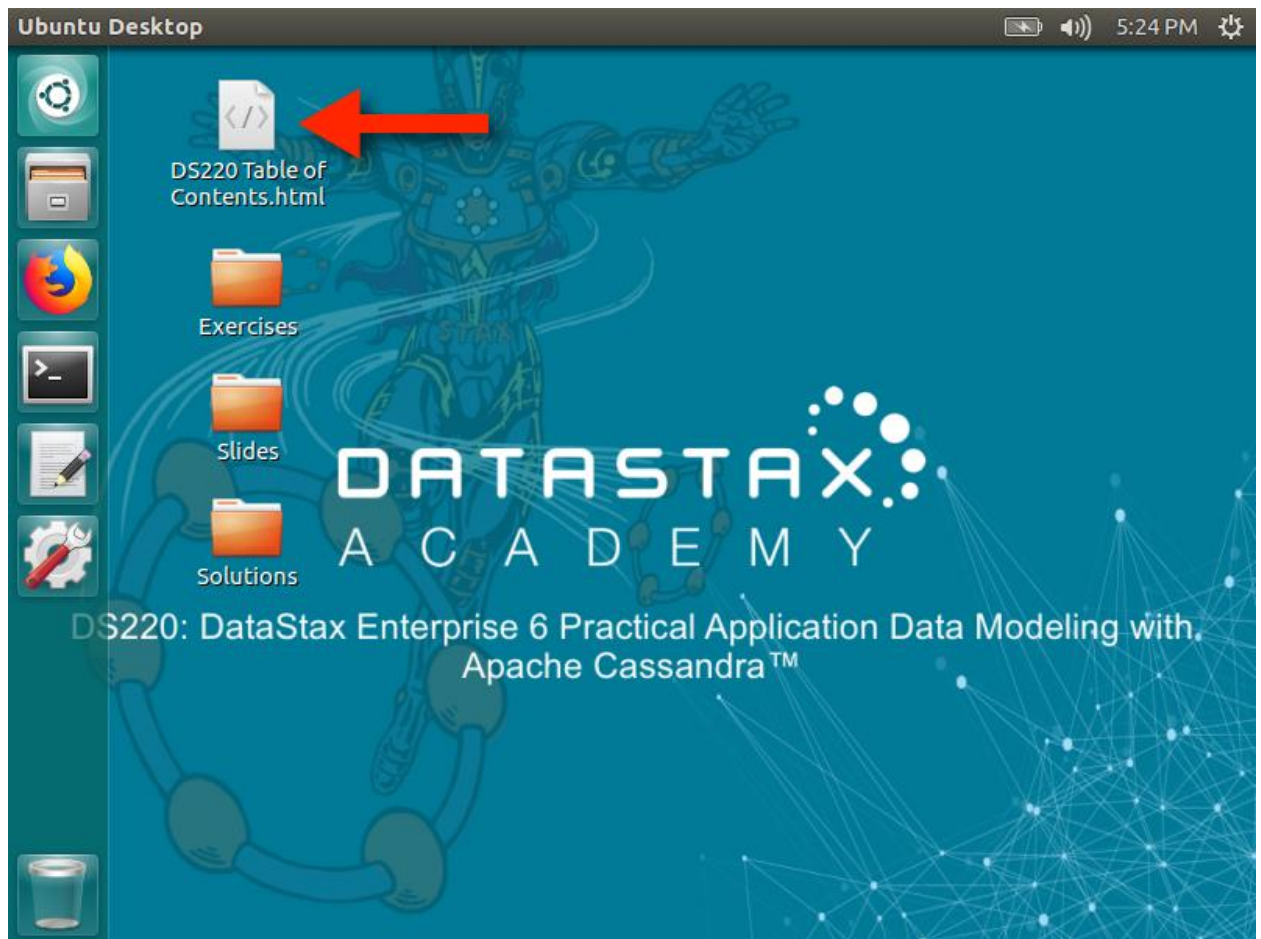 Ubuntu Desktop
5:24 PM
DS220 Table of
Contents.html
Exercises
STAX
Slides
Solutions
DATASTAX
ACADEMY
DS220: DataStax Enterprise 6 Practical Application Data Modeling with
Apache Cassandra™